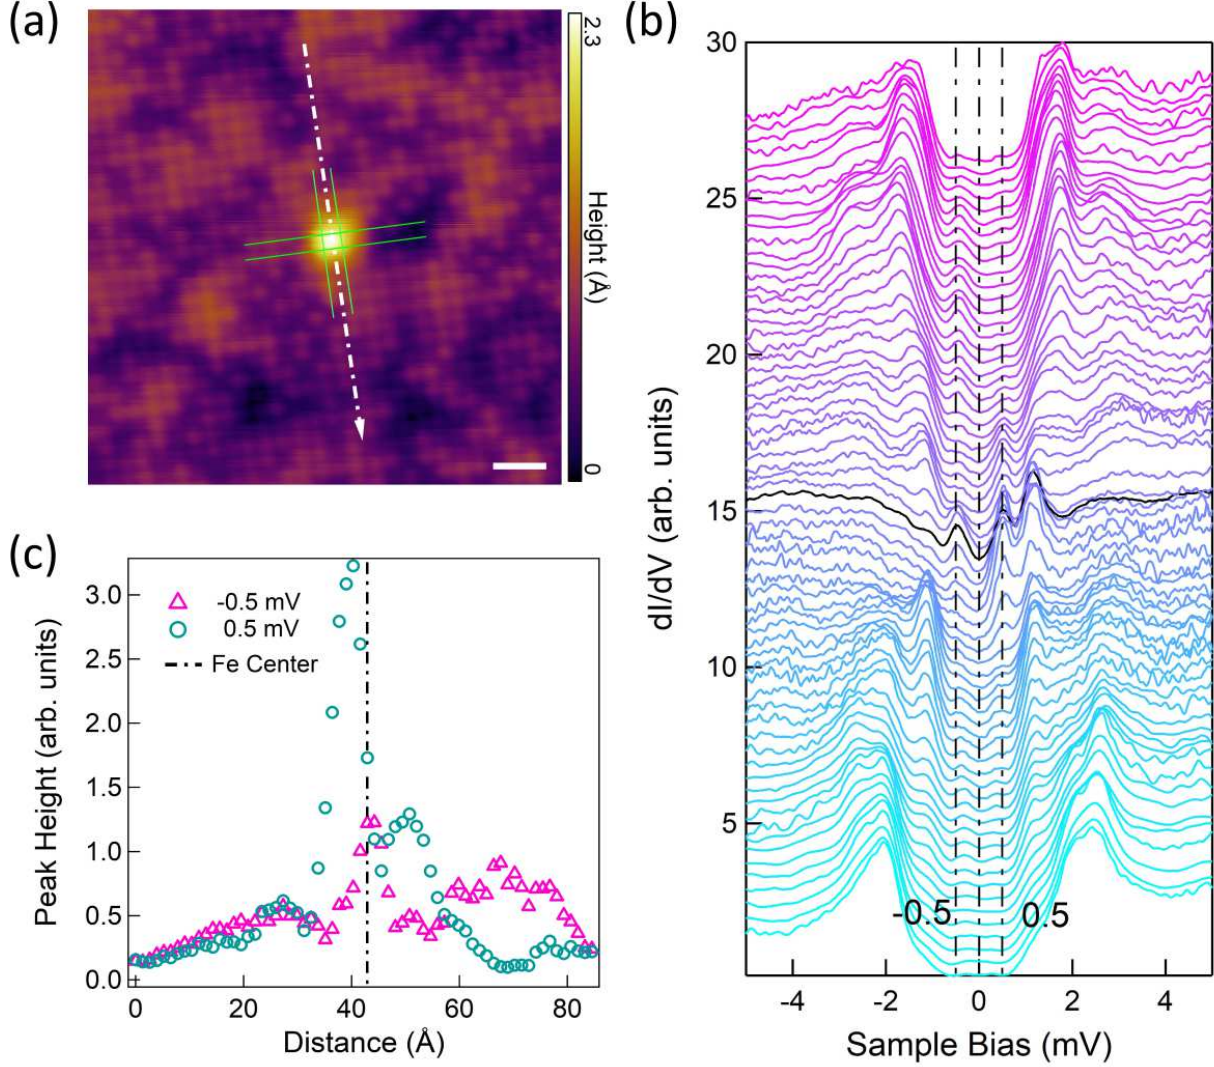 (a)
2.3
Height (Å)
0
(b)
30
25
20
15
10
5
dI/dV (arb. units)
-0.5
0.5
-4
-2
0
2
4
Sample Bias (mV)
(c)
3.0
2.5
2.0
1.5
1.0
0.5
0.0
Peak Height (arb. units)
-0.5 mV
0.5 mV
Fe Center
0
20
40
60
80
Distance (Å)